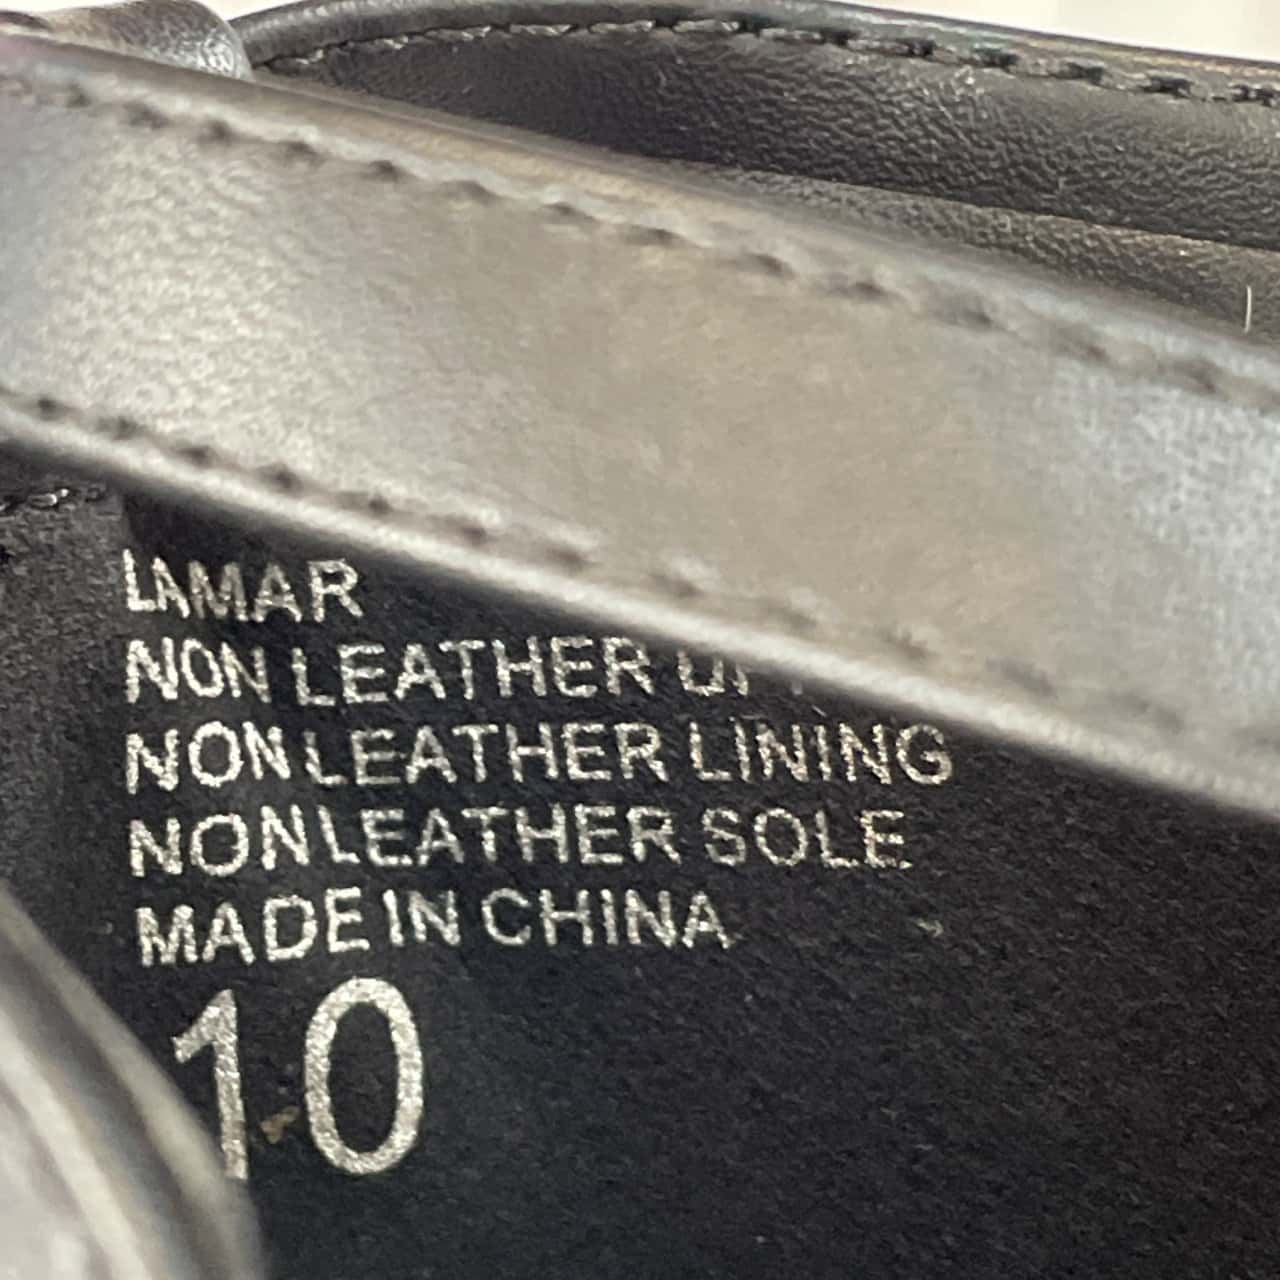 LAMAR
NON LEATHER
NON LEATHER LINING
NON LEATHER SOLE
MADE IN CHINA
10